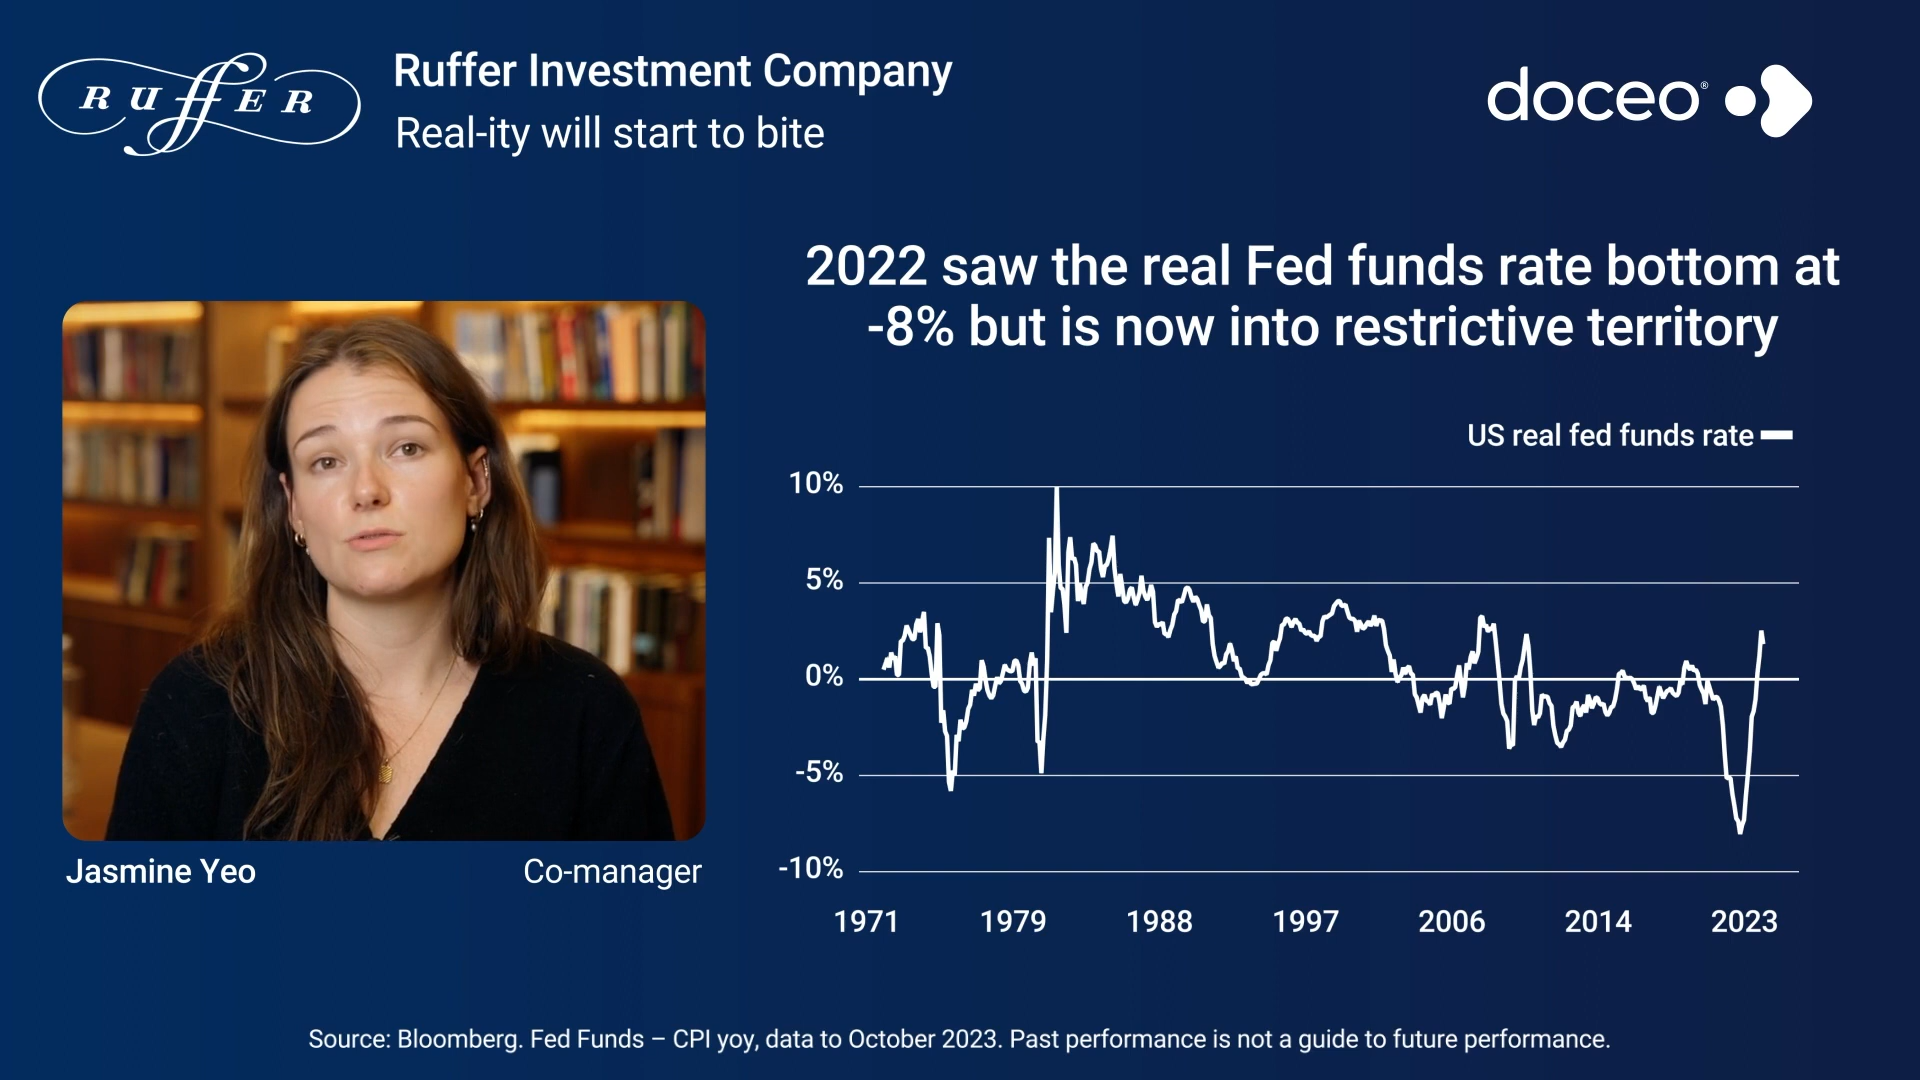 RUFFER
Ruffer Investment Company
Real-ity will start to bite
doceo®
2022 saw the real Fed funds rate bottom at
-8% but is now into restrictive territory
US real fed funds rate
10%
5%
0%
-5%
-10%
1971 1979 1988 1997 2006 2014 2023
Jasmine Yeo
Co-manager
Source: Bloomberg. Fed Funds – CPI yoy, data to October 2023. Past performance is not a guide to future performance.